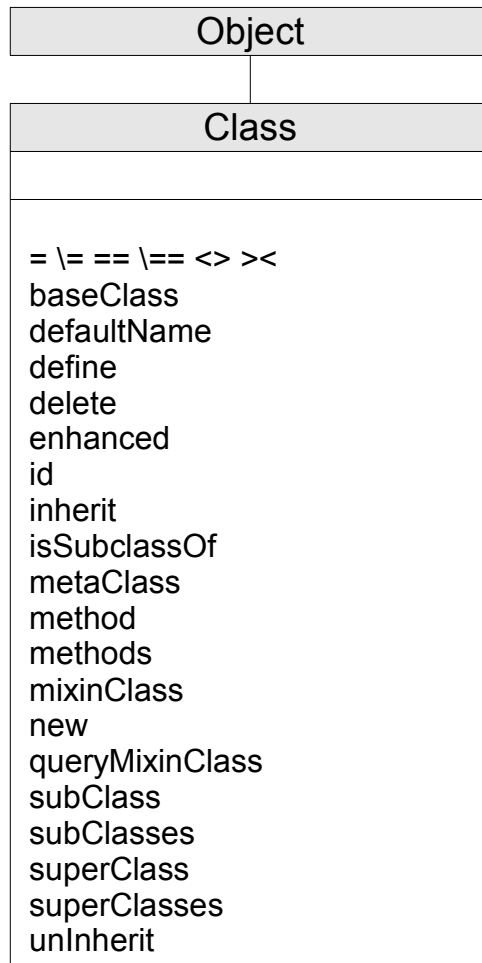 Object
Class
= \= == \== <> ><
baseClass
defaultName
define
delete
enhanced
id
inherit
isSubclassOf
metaClass
method
methods
mixinClass
new
queryMixinClass
subClass
subClasses
superClass
superClasses
unInherit